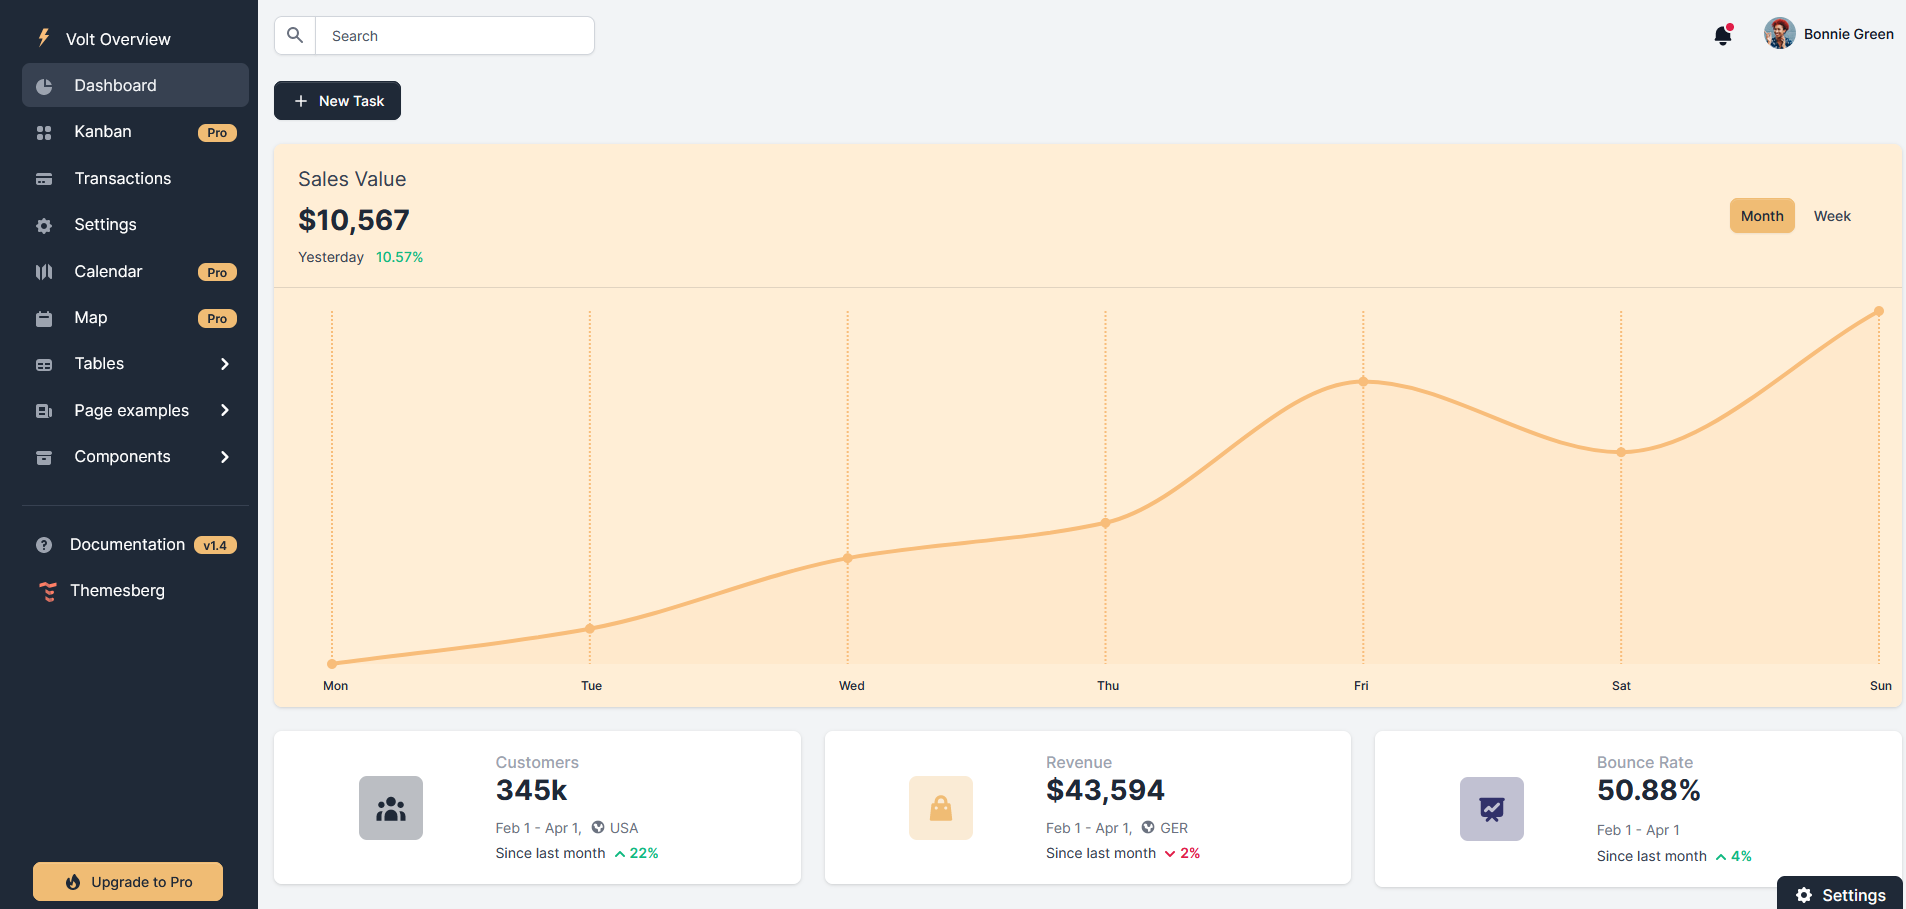 Volt Overview
Dashboard
Kanban Pro
Transactions
Settings
Calendar Pro
Map Pro
Tables
Page examples
Components
Documentation v1.4
Themesberg
Upgrade to Pro
Search
Bonnie Green
New Task
Sales Value
$10,567
Yesterday 10.57%
Month Week
Mon Tue Wed Thu Fri Sat Sun
Customers
345k
Feb 1 - Apr 1, USA
Since last month 22%
Revenue
$43,594
Feb 1 - Apr 1, GER
Since last month 2%
Bounce Rate
50.88%
Feb 1 - Apr 1
Since last month 4%
Settings